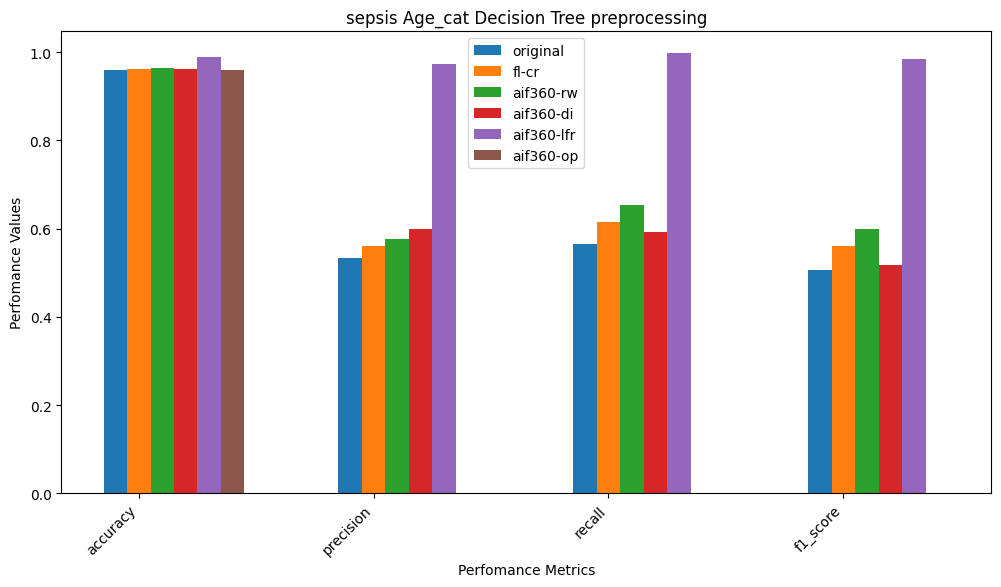 sepsis Age_cat Decision Tree preprocessing
original
fl-cr
aif360-rw
aif360-di
aif360-lfr
aif360-op
Perfomance Values
1.0
0.8
0.6
0.4
0.2
0.0
accuracy
precision
recall
f1_score
Perfomance Metrics